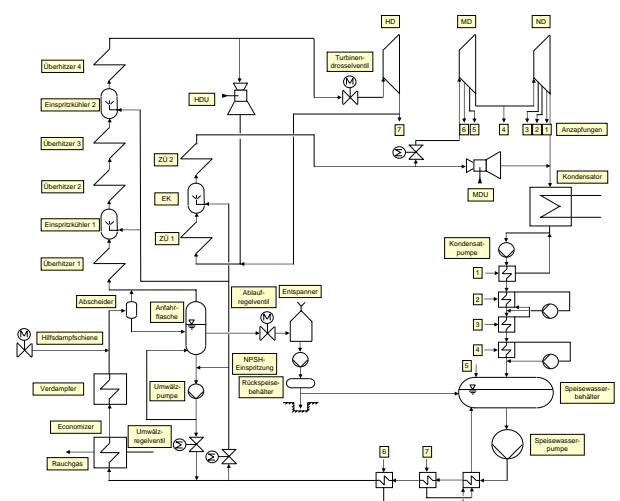 HD
MD
ND
Überhitzer 4
Turbinen-
drosselventil
M
Einspritzkühler 2
HDU
7
6
5
4
3
2
1
Anzapfungen
Überhitzer 3
ZÜ 2
Kondensator
Überhitzer 2
EK
MDU
Einspritzkühler 1
Kondensat-
pumpe
ZÜ 1
Überhitzer 1
1
Ablauf-
regelventil
Entspanner
2
Abscheider
Anfahr-
flasche
M
3
M
Hilfsdampfschiene
4
NPSH-
Einspritzung
5
Verdampfer
Umwälz-
pumpe
Rückspeise-
behälter
Speisewasser-
behälter
Economizer
Umwälz-
regelventil
M
M
Speisewasser-
pumpe
Rauchgas
6
7
M